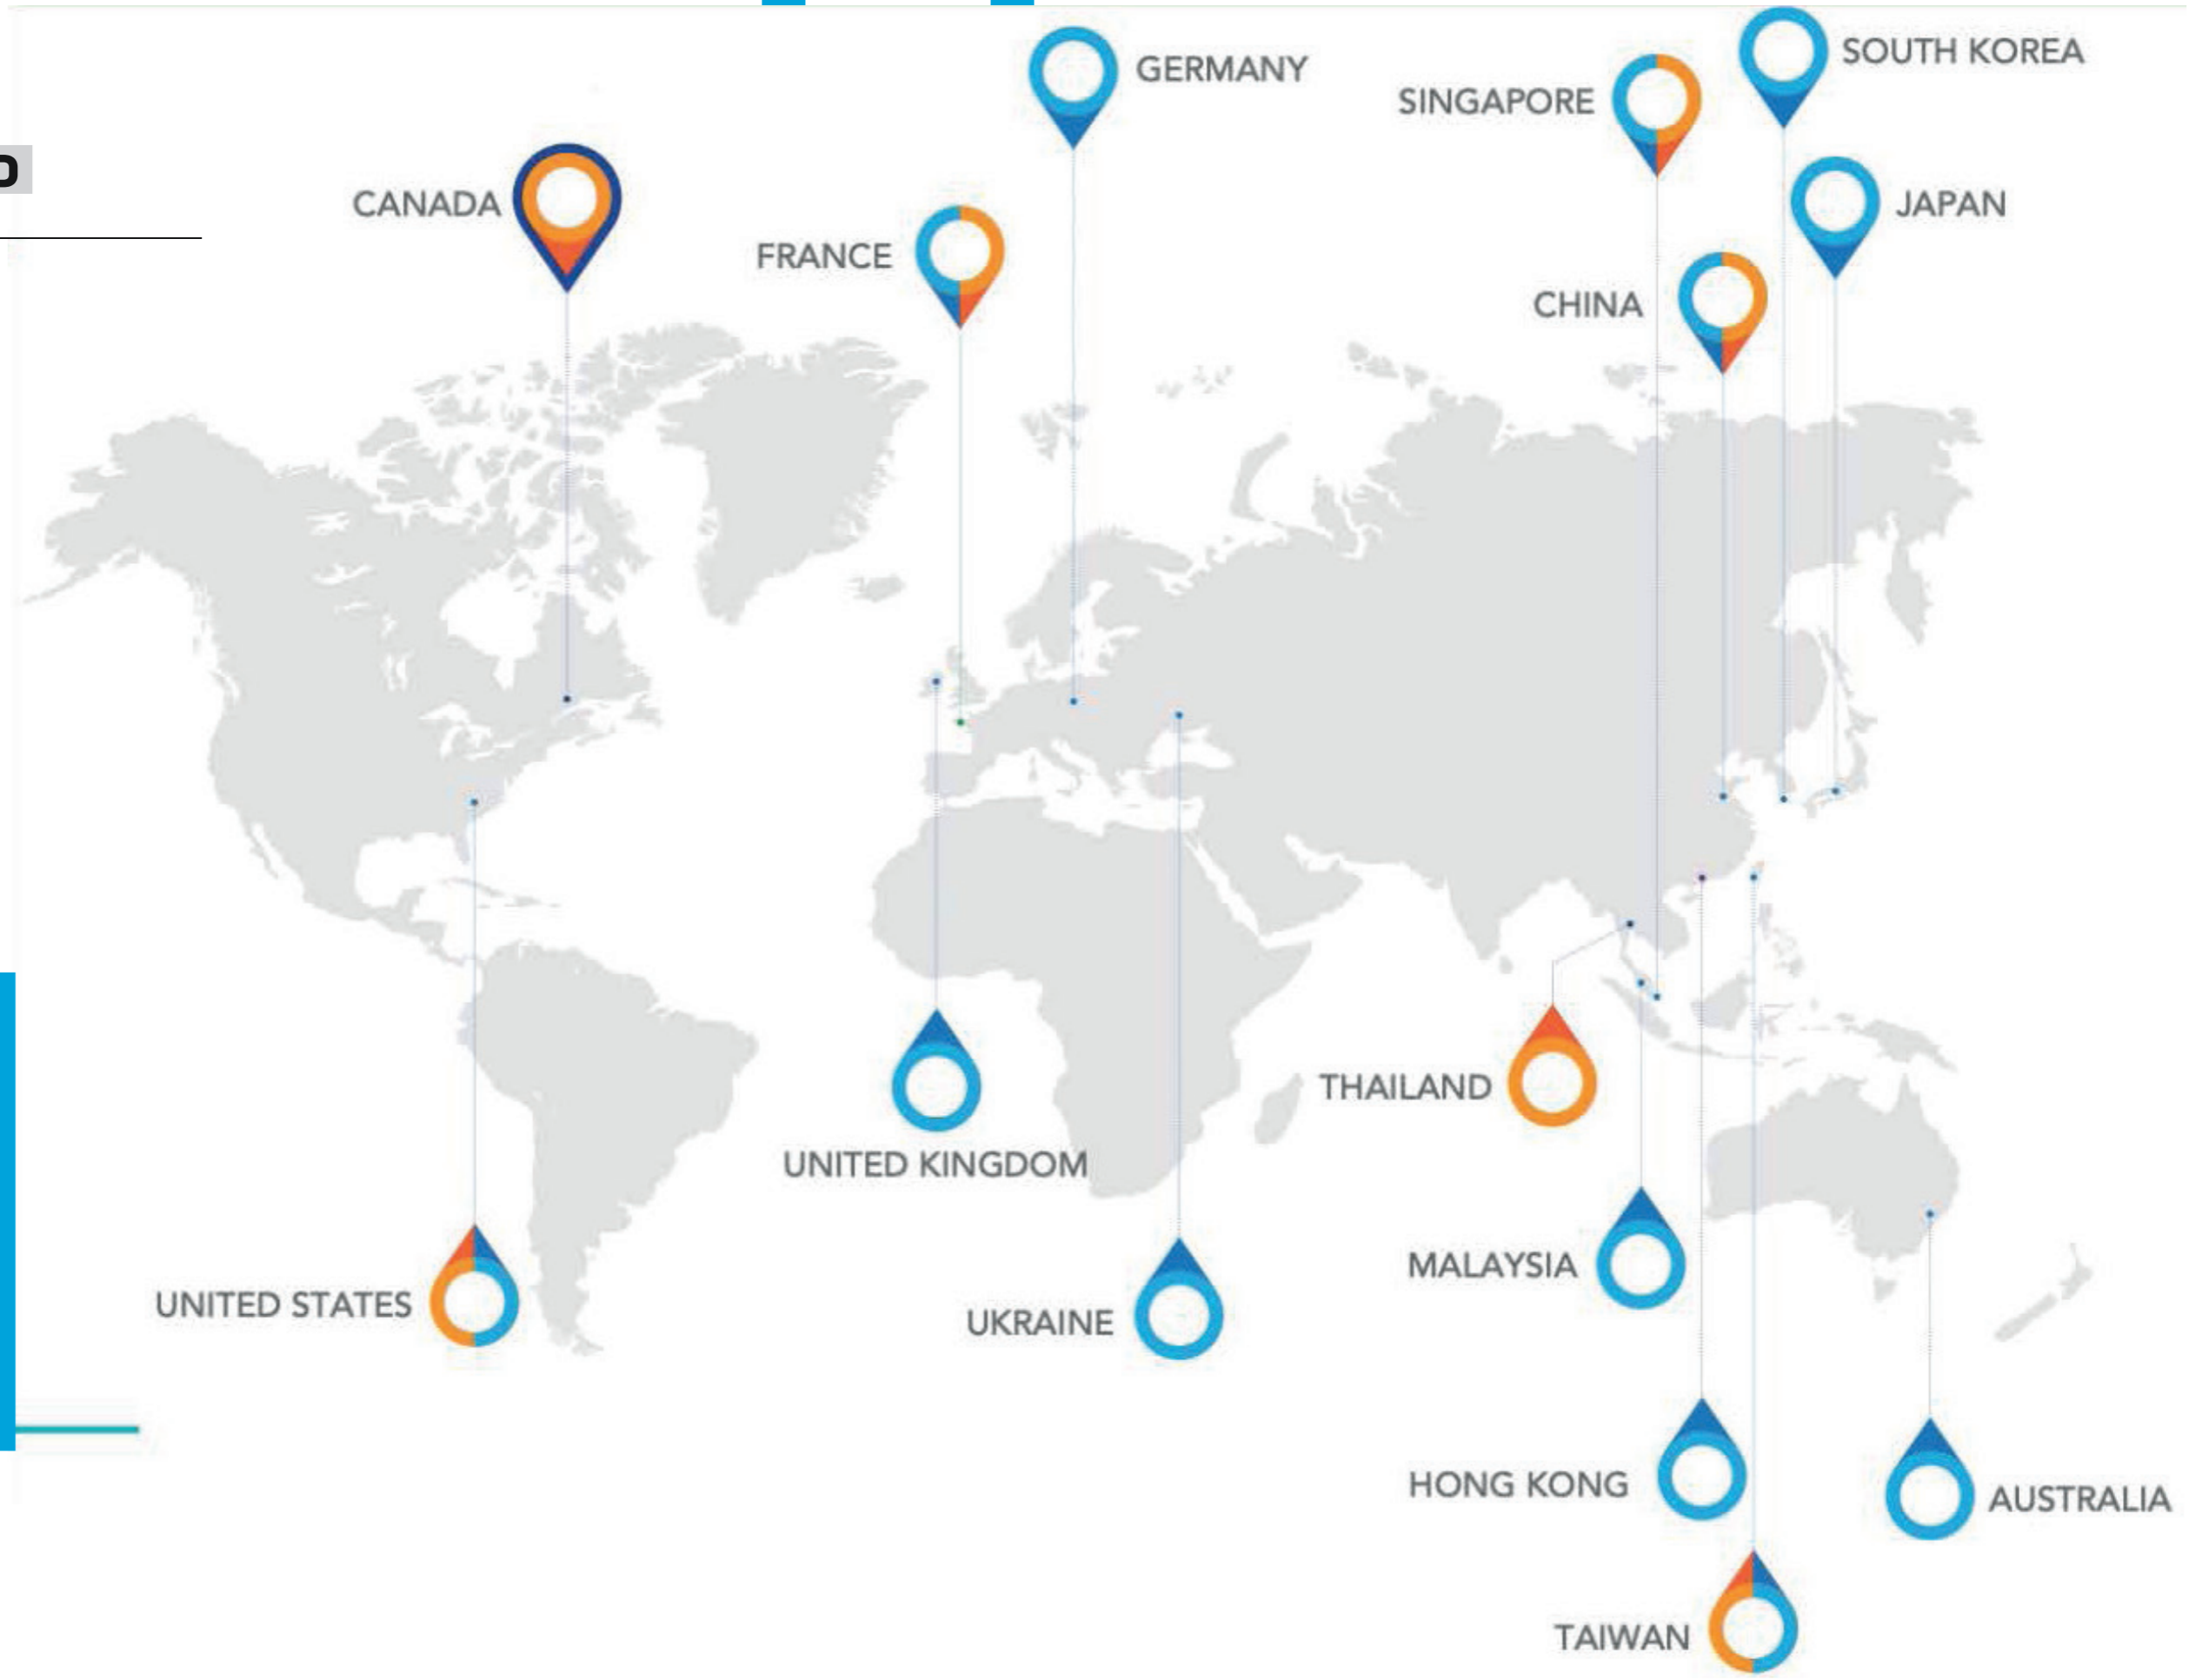 GERMANY
SOUTH KOREA
SINGAPORE
CANADA
JAPAN
FRANCE
CHINA
THAILAND
UNITED KINGDOM
MALAYSIA
UNITED STATES
UKRAINE
HONG KONG
AUSTRALIA
TAIWAN